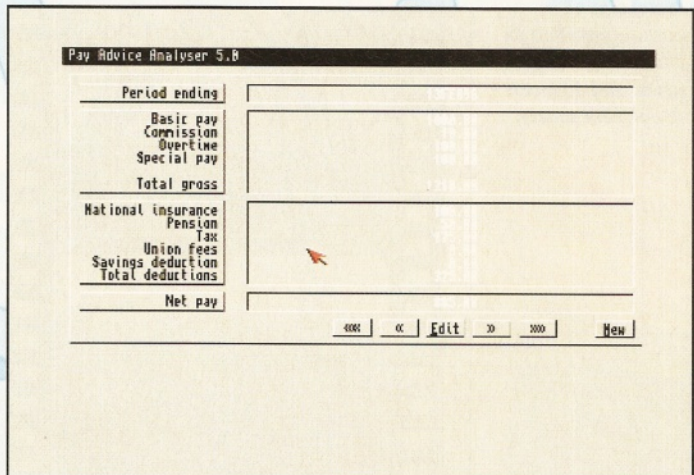 Pay Advice Analyser 5.0
Period ending
Basic pay
Commission
Overtime
Special pay
Total gross
National insurance
Pension
Tax
Union fees
Savings deduction
Total deductions
Net pay
<<<< << Edit >> >>>> New